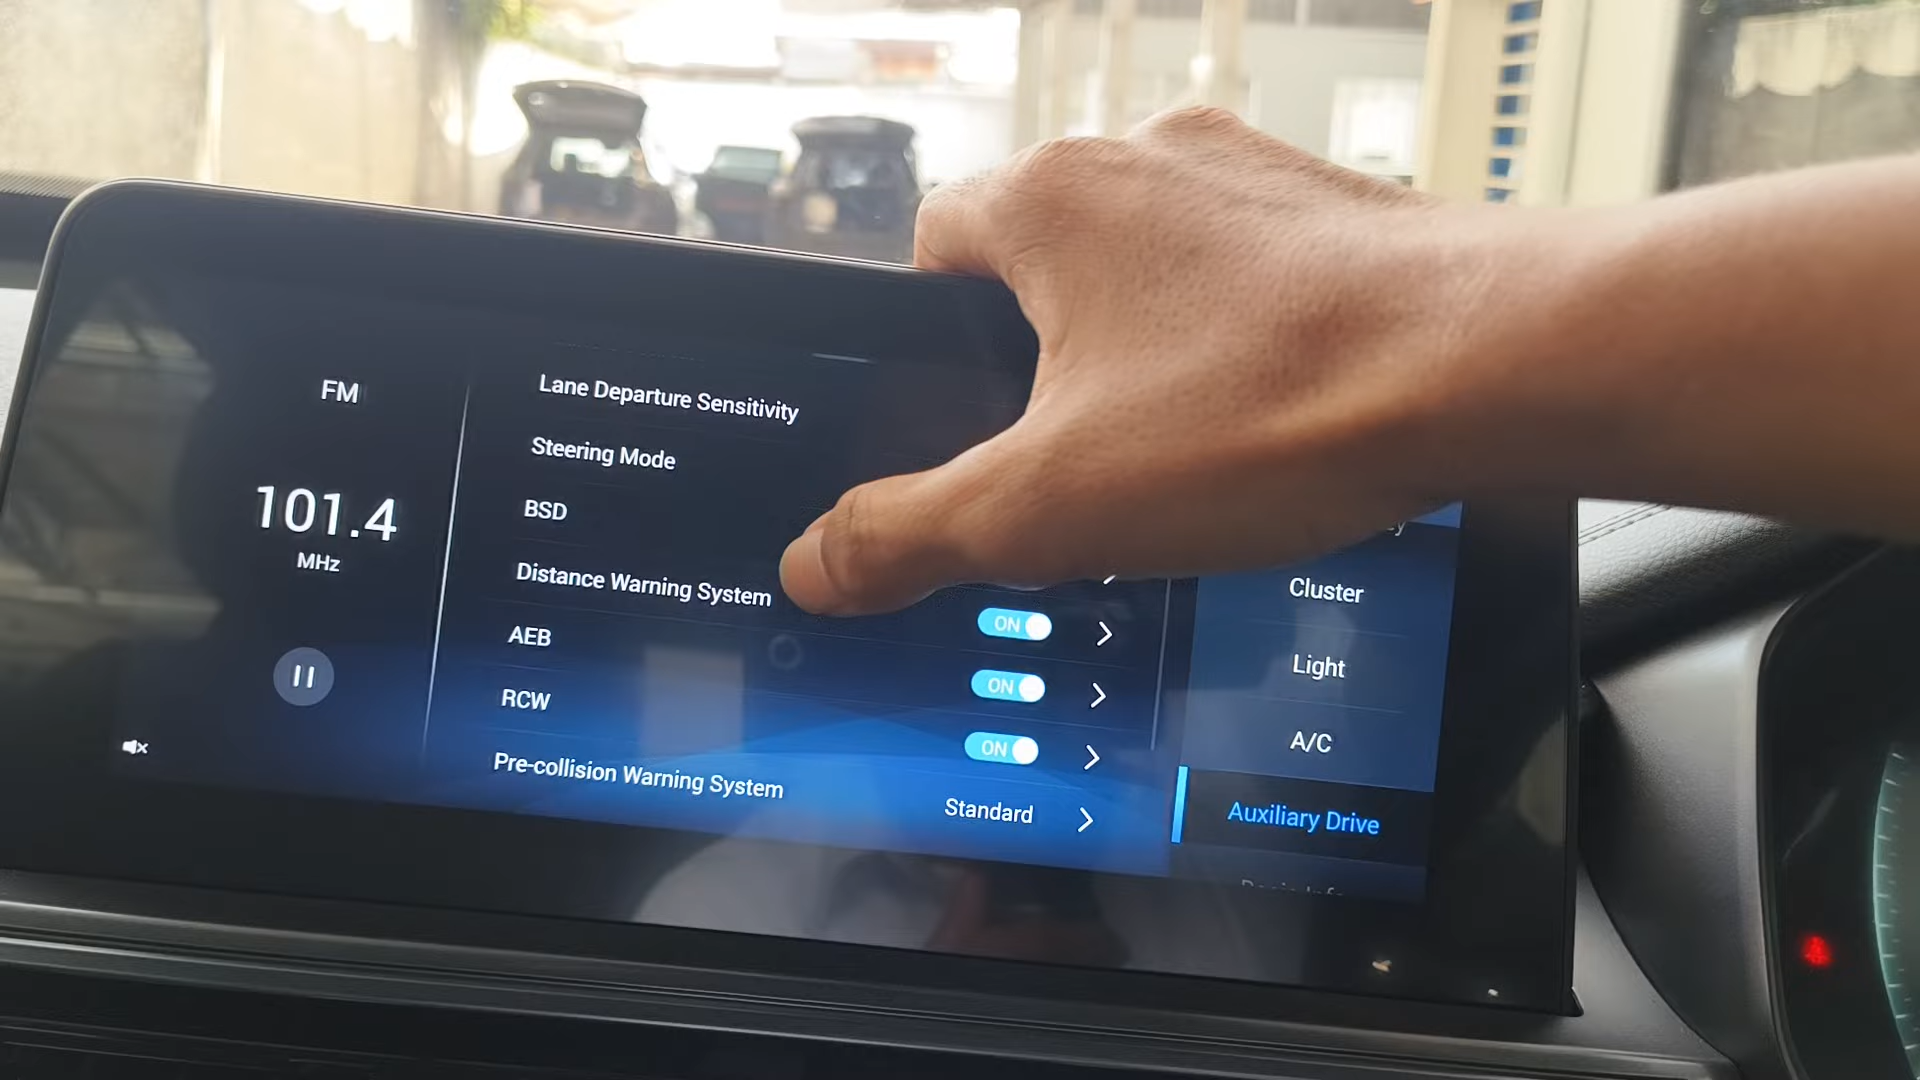 FM
101.4
MHz
Lane Departure Sensitivity
Steering Mode
BSD
Distance Warning System
ON
AEB
ON
RCW
ON
Pre-collision Warning System
Standard
Cluster
Light
A/C
Auxiliary Drive